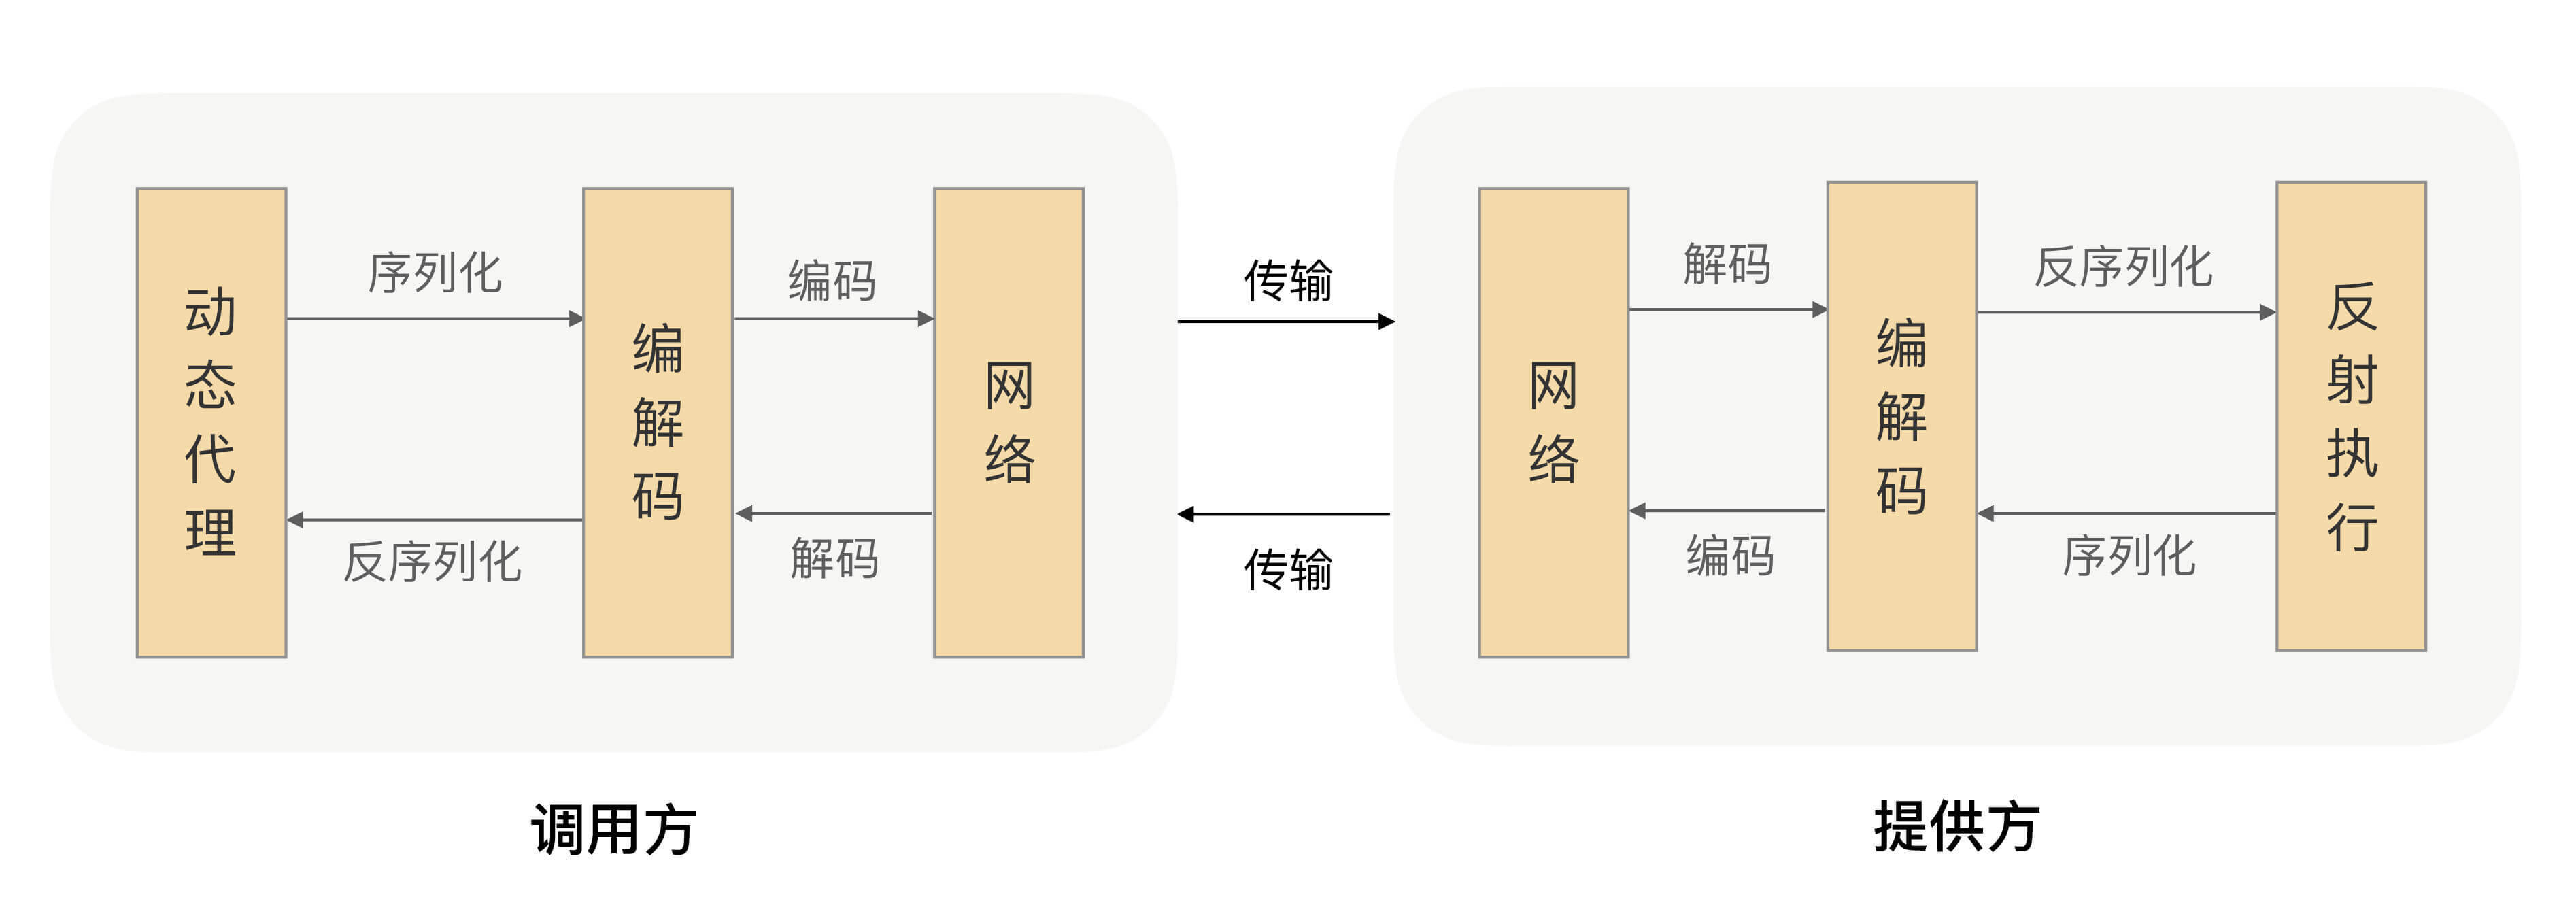 动态代理
序列化
反序列化
编解码
编码
解码
网络
传输
传输
网络
解码
编码
编解码
反序列化
序列化
反射执行
调用方
提供方